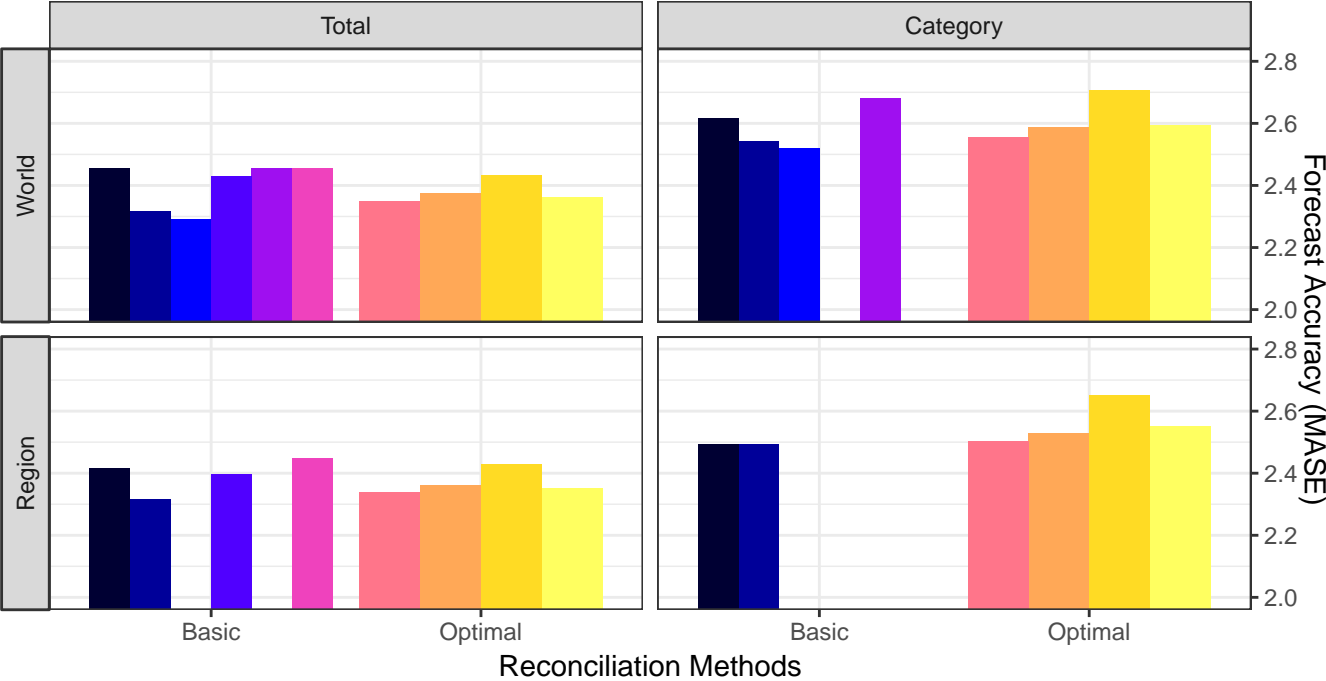 Total
Category
World
2.8
2.6
2.4
2.2
2.0
Region
2.8
2.6
2.4
2.2
2.0
Forecast Accuracy (MASE)
Basic
Optimal
Basic
Optimal
Reconciliation Methods